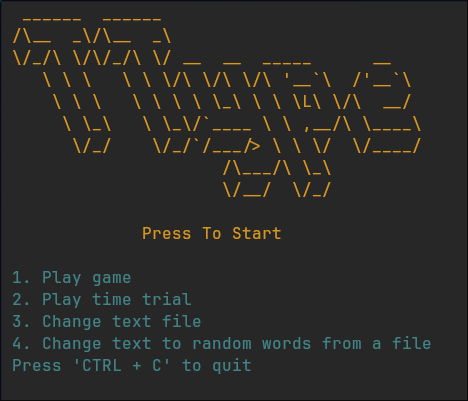 TType
Press To Start
1. Play game
2. Play time trial
3. Change text file
4. Change text to random words from a file
Press 'CTRL + C' to quit